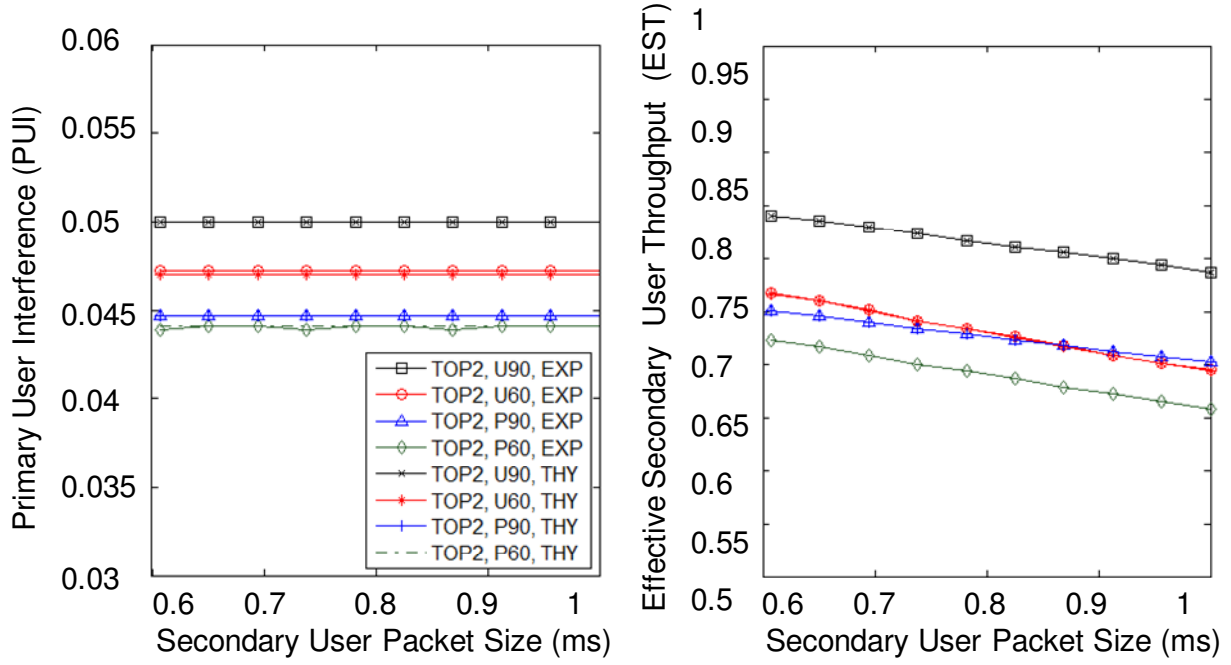 Primary User Interference (PUI)
0.06
0.055
0.05
0.045
0.04
0.035
0.03
TOP2, U90, EXP
TOP2, U60, EXP
TOP2, P90, EXP
TOP2, P60, EXP
TOP2, U90, THY
TOP2, U60, THY
TOP2, P90, THY
TOP2, P60, THY
0.6 0.7 0.8 0.9 1
Secondary User Packet Size (ms)
Effective Secondary User Throughput (EST)
1
0.95
0.9
0.85
0.8
0.75
0.7
0.65
0.6
0.55
0.5
0.6 0.7 0.8 0.9 1
Secondary User Packet Size (ms)